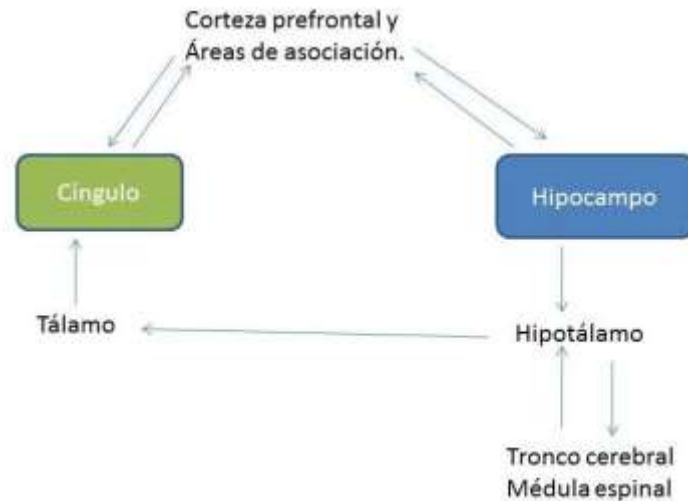 Corteza prefrontal y
Áreas de asociación.
Cíngulo
Hipocampo
Tálamo
Hipotálamo
Tronco cerebral
Médula espinal